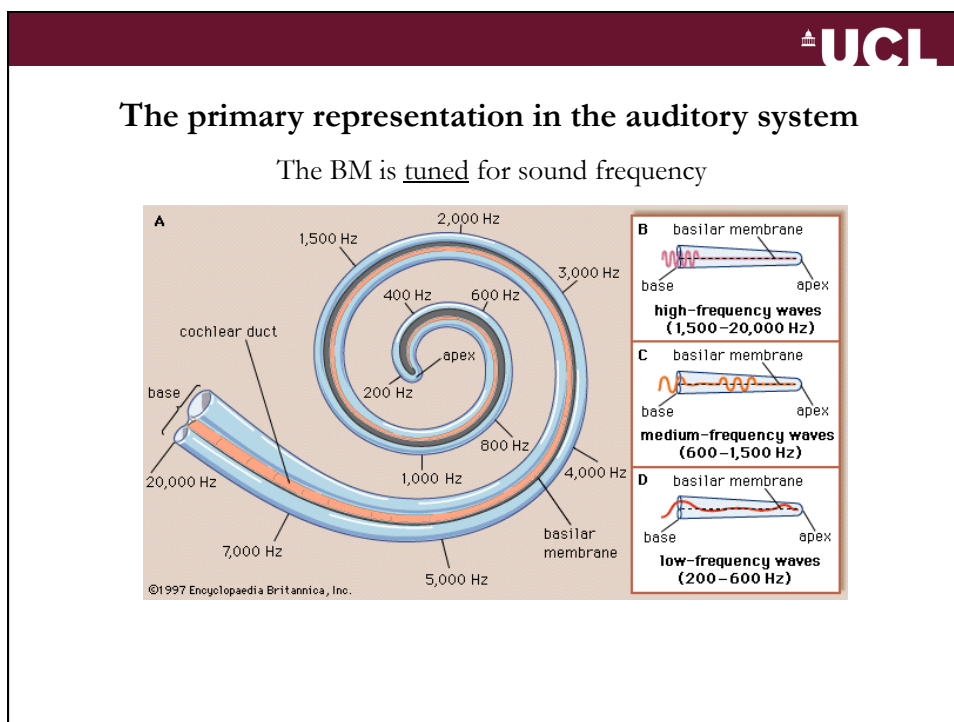 UCL
The primary representation in the auditory system
The BM is tuned for sound frequency
A
2,000 Hz
1,500 Hz
3,000 Hz
400 Hz
600 Hz
cochlear duct
apex
200 Hz
base
800 Hz
1,000 Hz
4,000 Hz
20,000 Hz
basilar
membrane
7,000 Hz
5,000 Hz
©1997 Encyclopaedia Britannica, Inc.
B
basilar membrane
base
apex
high-frequency waves
(1,500-20,000 Hz)
C
basilar membrane
base
apex
medium-frequency waves
(600-1,500 Hz)
D
basilar membrane
base
apex
low-frequency waves
(200-600 Hz)